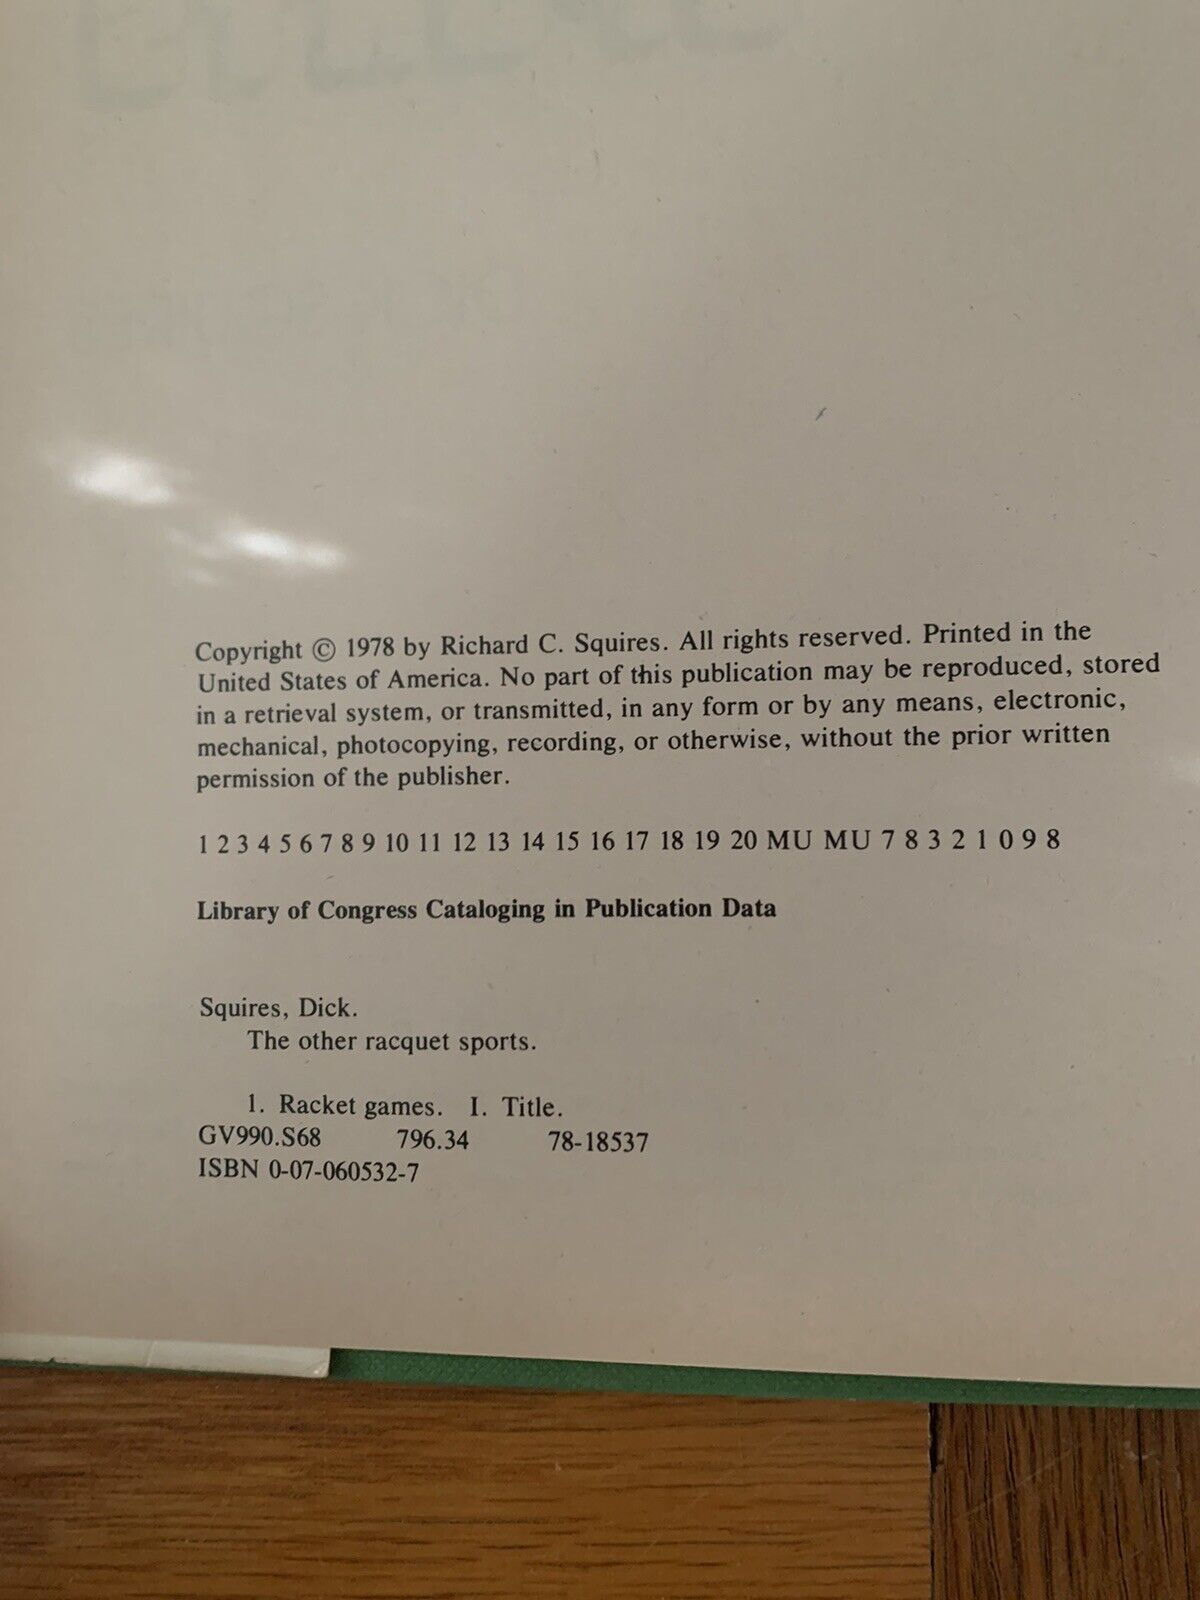 Copyright © 1978 by Richard C. Squires. All rights reserved. Printed in the
United States of America. No part of this publication may be reproduced, stored
in a retrieval system, or transmitted, in any form or by any means, electronic,
mechanical, photocopying, recording, or otherwise, without the prior written
permission of the publisher.
1 2 3 4 5 6 7 8 9 10 11 12 13 14 15 16 17 18 19 20 MU MU 7 8 3 2 1 0 9 8
Library of Congress Cataloging in Publication Data
Squires, Dick.
The other racquet sports.
1. Racket games. I. Title.
GV990.S68 796.34 78-18537
ISBN 0-07-060532-7